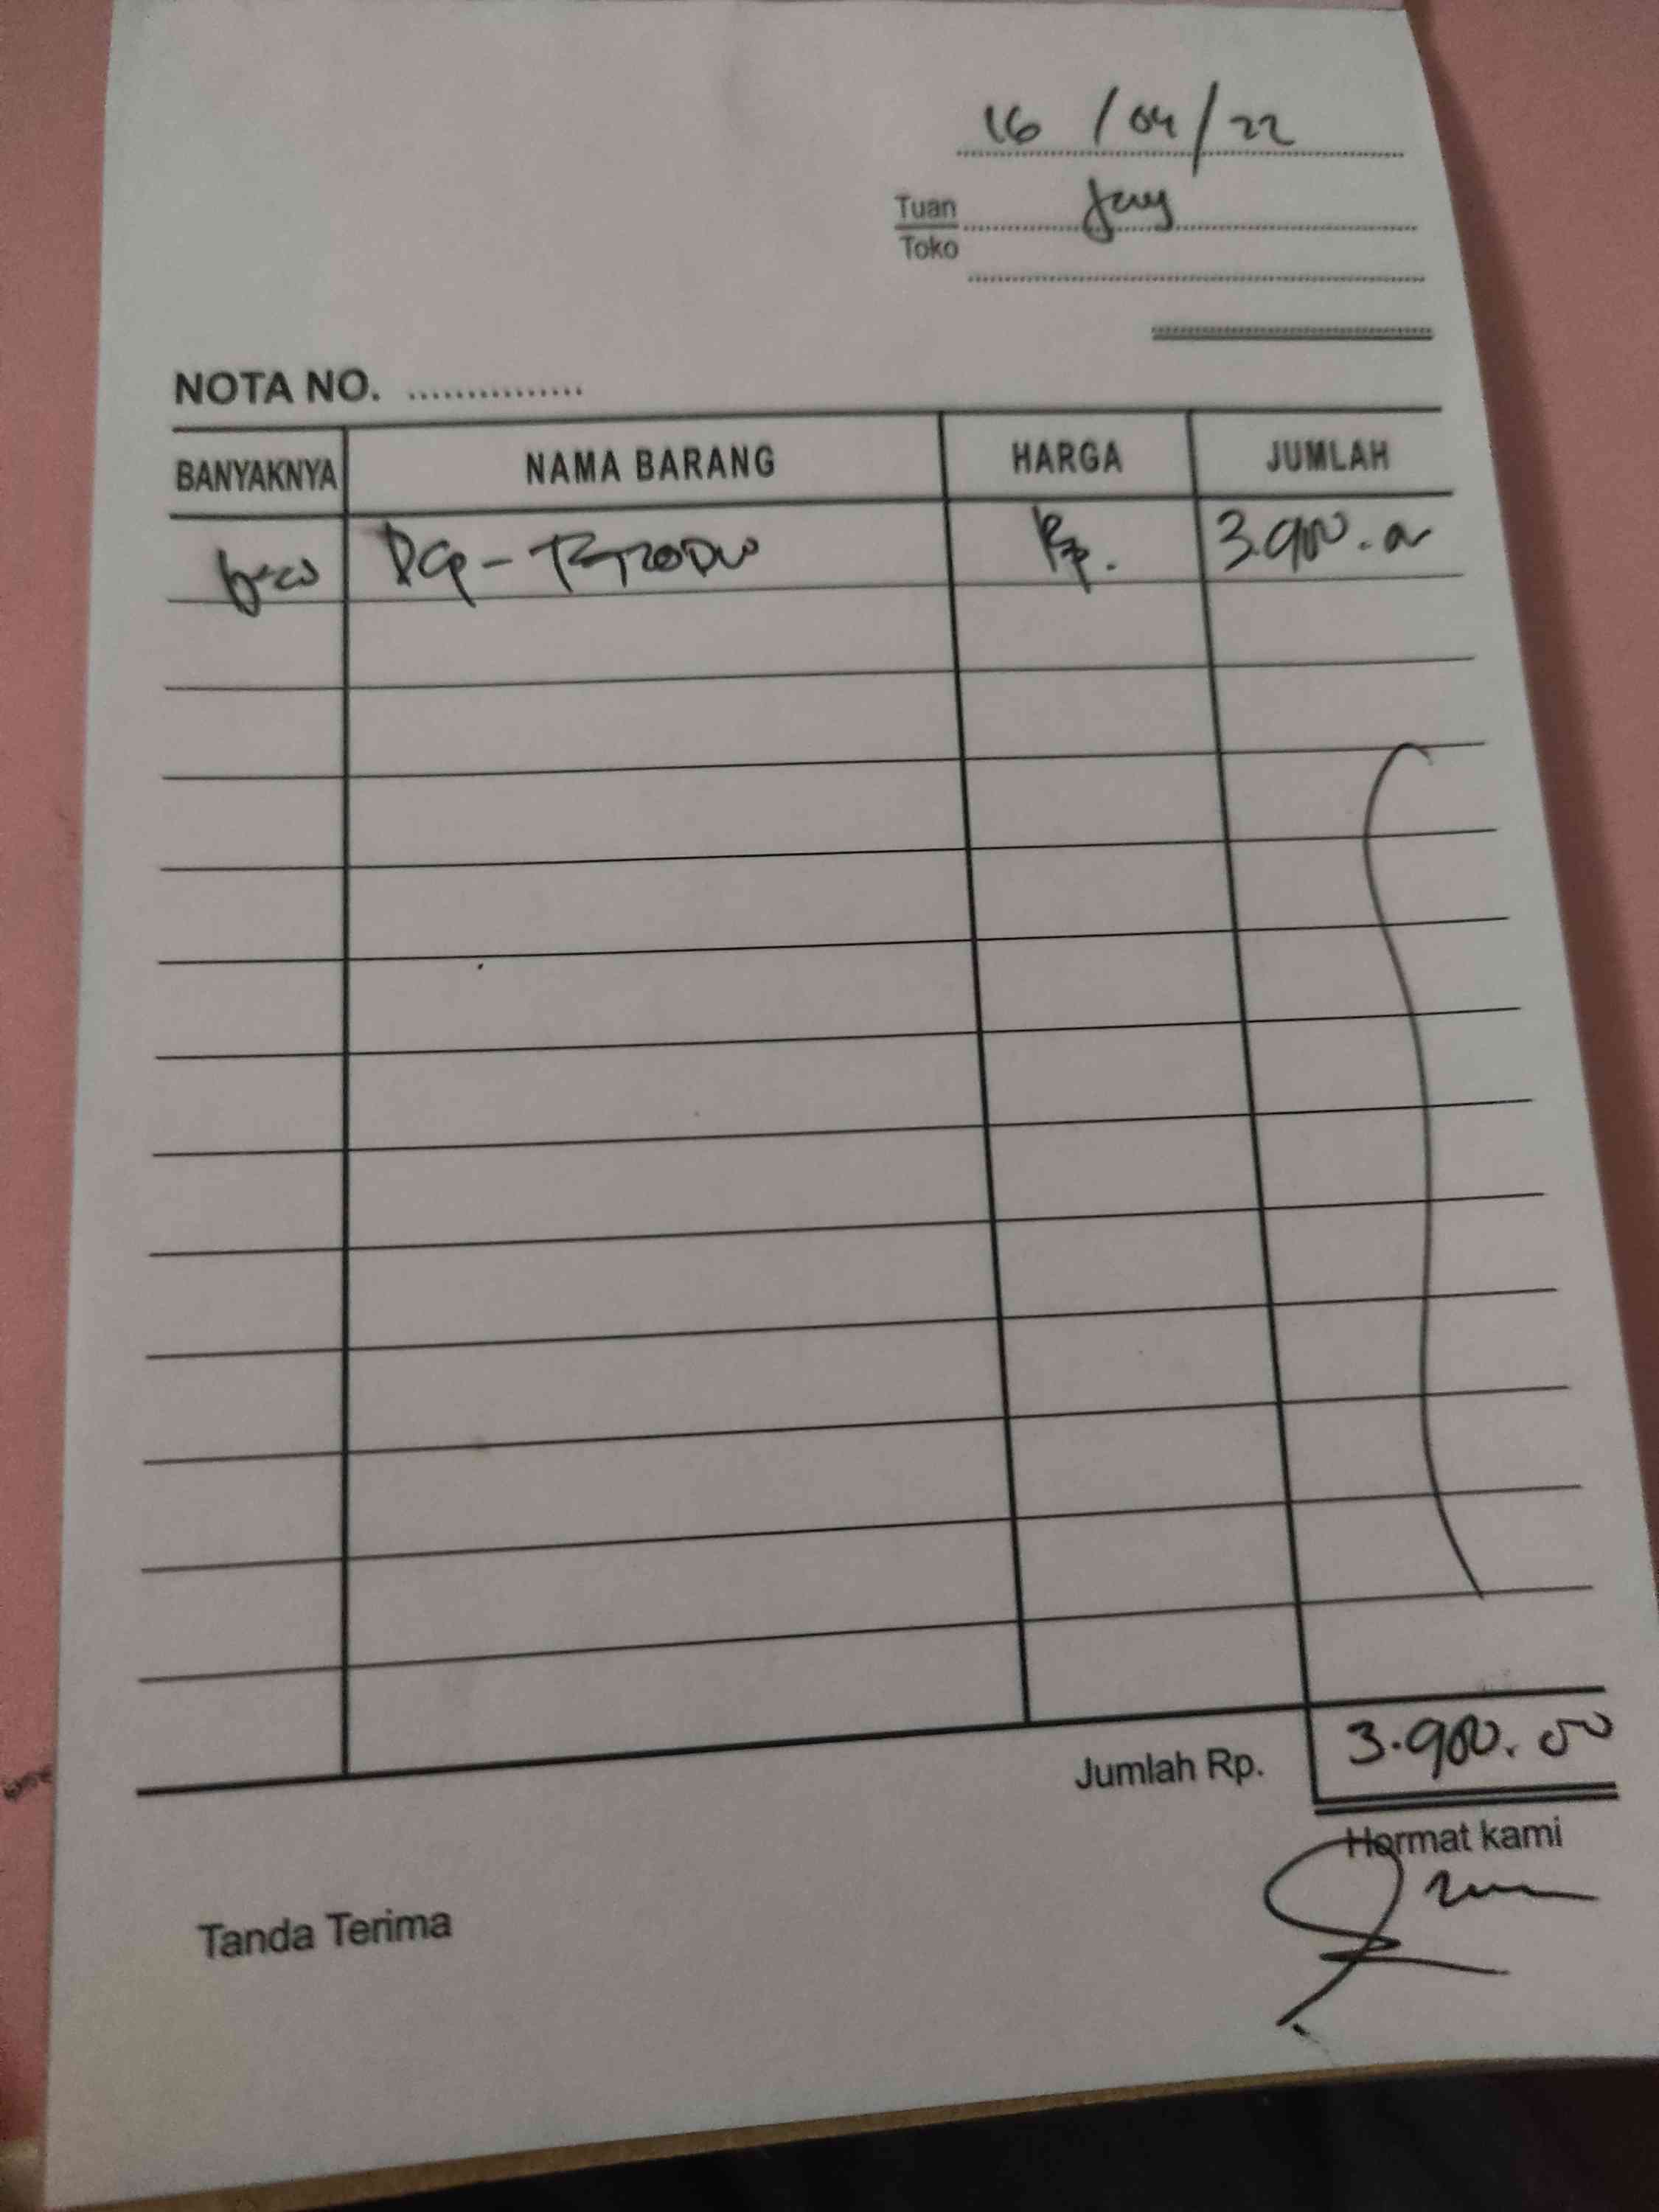 16 / 04 / 22
Tuan
Toko
NOTA NO. ...............
BANYAKNYA NAMA BARANG HARGA JUMLAH
Rp. 3.900.00
Jumlah Rp. 3.900.00
Hormat kami
Tanda Terima